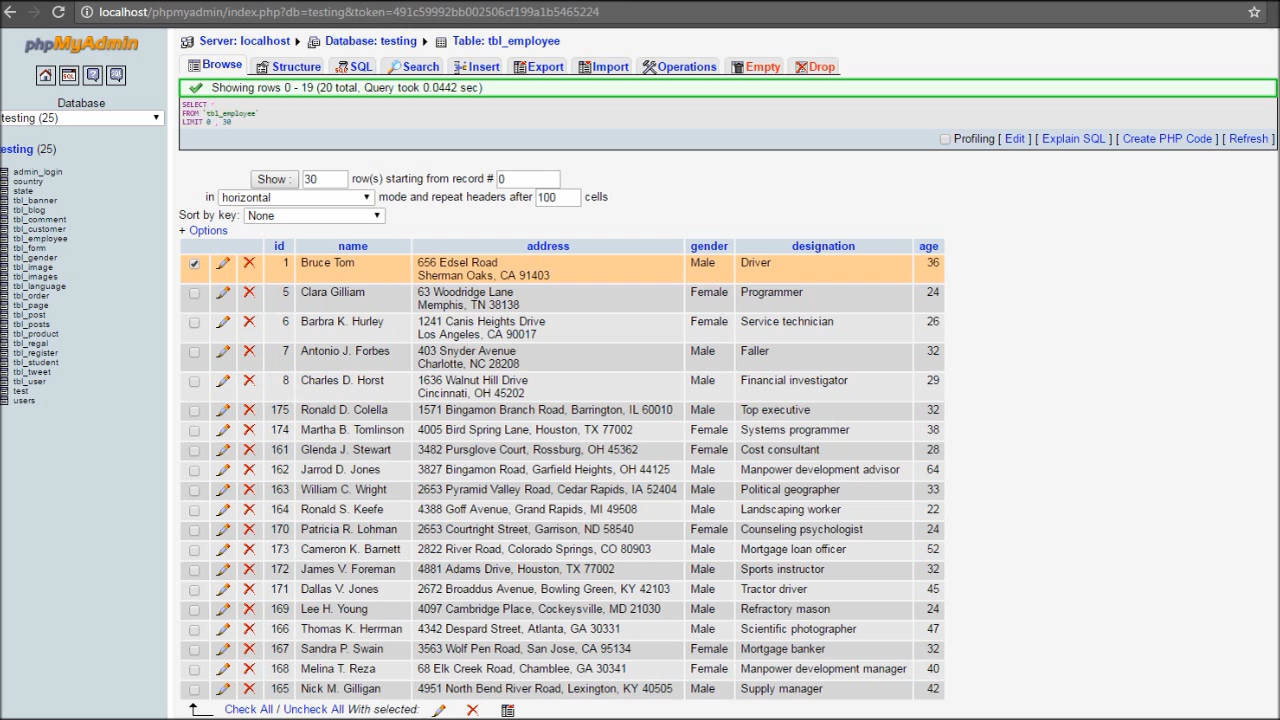 localhost/phpmyadmin/index.php?db=testing&token=491c59992bb002506cf199a1b5465224
phpMyAdmin
Database
testing (25)
esting (25)
admin_login
country
state
tbl_banner
tbl_blog
tbl_comment
tbl_customer
tbl_employee
tbl_form
tbl_gender
tbl_image
tbl_images
tbl_language
tbl_order
tbl_page
tbl_post
tbl_posts
tbl_product
tbl_regal
tbl_register
tbl_student
tbl_tweet
tbl_user
test
users
Server: localhost Database: testing Table: tbl_employee
Browse Structure SQL Search Insert Export Import Operations Empty Drop
Showing rows 0 - 19 (20 total, Query took 0.0442 sec)
SELECT *
FROM `tbl_employee`
LIMIT 0 , 30
Profiling [ Edit ] [ Explain SQL ] [ Create PHP Code ] [ Refresh ]
Show : 30 row(s) starting from record # 0
in horizontal mode and repeat headers after 100 cells
Sort by key: None
+ Options
id name address gender designation age
1 Bruce Tom 656 Edsel Road Male Driver 36
Sherman Oaks, CA 91403
5 Clara Gilliam 63 Woodridge Lane Female Programmer 24
Memphis, TN 38138
6 Barbra K. Hurley 1241 Canis Heights Drive Female Service technician 26
Los Angeles, CA 90017
7 Antonio J. Forbes 403 Snyder Avenue Male Faller 32
Charlotte, NC 28208
8 Charles D. Horst 1636 Walnut Hill Drive Male Financial investigator 29
Cincinnati, OH 45202
175 Ronald D. Colella 1571 Bingamon Branch Road, Barrington, IL 60010 Male Top executive 32
174 Martha B. Tomlinson 4005 Bird Spring Lane, Houston, TX 77002 Female Systems programmer 38
161 Glenda J. Stewart 3482 Pursglove Court, Rossburg, OH 45362 Female Cost consultant 28
162 Jarrod D. Jones 3827 Bingamon Road, Garfield Heights, OH 44125 Male Manpower development advisor 64
163 William C. Wright 2653 Pyramid Valley Road, Cedar Rapids, IA 52404 Male Political geographer 33
164 Ronald S. Keefe 4388 Goff Avenue, Grand Rapids, MI 49508 Male Landscaping worker 22
170 Patricia R. Lohman 2653 Courtright Street, Garrison, ND 58540 Female Counseling psychologist 24
173 Cameron K. Barnett 2822 River Road, Colorado Springs, CO 80903 Male Mortgage loan officer 52
172 James V. Foreman 4881 Adams Drive, Houston, TX 77002 Male Sports instructor 32
171 Dallas V. Jones 2672 Broaddus Avenue, Bowling Green, KY 42103 Male Tractor driver 45
169 Lee H. Young 4097 Cambridge Place, Cockeysville, MD 21030 Male Refractory mason 24
166 Thomas K. Herrman 4342 Despard Street, Atlanta, GA 30331 Male Scientific photographer 47
167 Sandra P. Swain 3563 Wolf Pen Road, San Jose, CA 95134 Female Mortgage banker 32
168 Melina T. Reza 68 Elk Creek Road, Chamblee, GA 30341 Female Manpower development manager 40
165 Nick M. Gilligan 4951 North Bend River Road, Lexington, KY 40505 Male Supply manager 42
Check All / Uncheck All With selected: